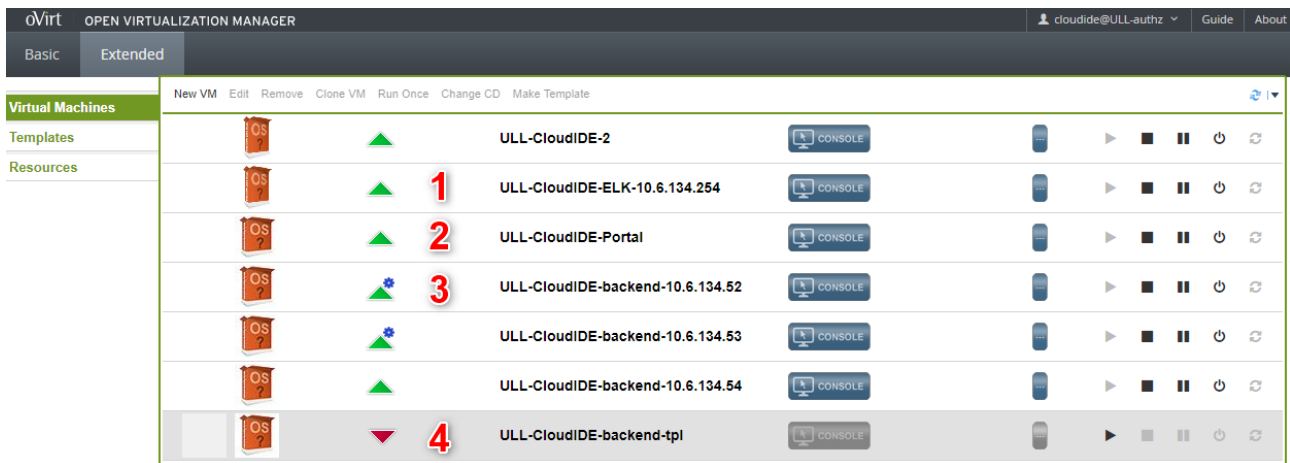 oVirt OPEN VIRTUALIZATION MANAGER cloudide@ULL-authz Guide About
Basic Extended
New VM Edit Remove Clone VM Run Once Change CD Make Template
Virtual Machines
Templates
Resources
OS ? ULL-CloudIDE-2 CONSOLE
OS ? 1 ULL-CloudIDE-ELK-10.6.134.254 CONSOLE
OS ? 2 ULL-CloudIDE-Portal CONSOLE
OS ? 3 ULL-CloudIDE-backend-10.6.134.52 CONSOLE
OS ? ULL-CloudIDE-backend-10.6.134.53 CONSOLE
OS ? ULL-CloudIDE-backend-10.6.134.54 CONSOLE
OS ? 4 ULL-CloudIDE-backend-tpl CONSOLE